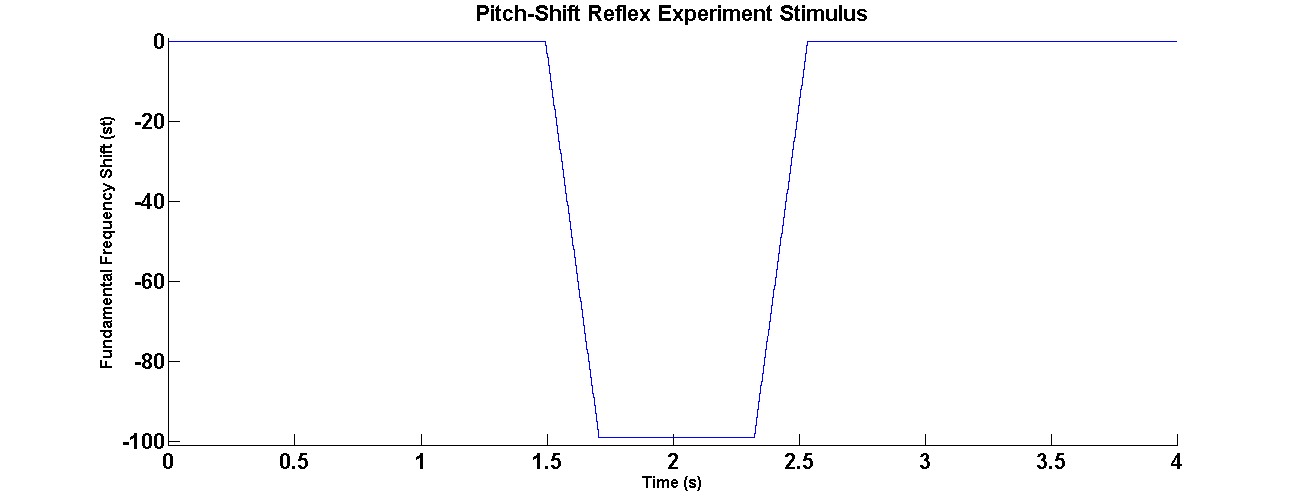 Pitch-Shift Reflex Experiment Stimulus
Fundamental Frequency Shift (st)
0
-20
-40
-60
-80
-100
0 0.5 1 1.5 2 2.5 3 3.5 4
Time (s)